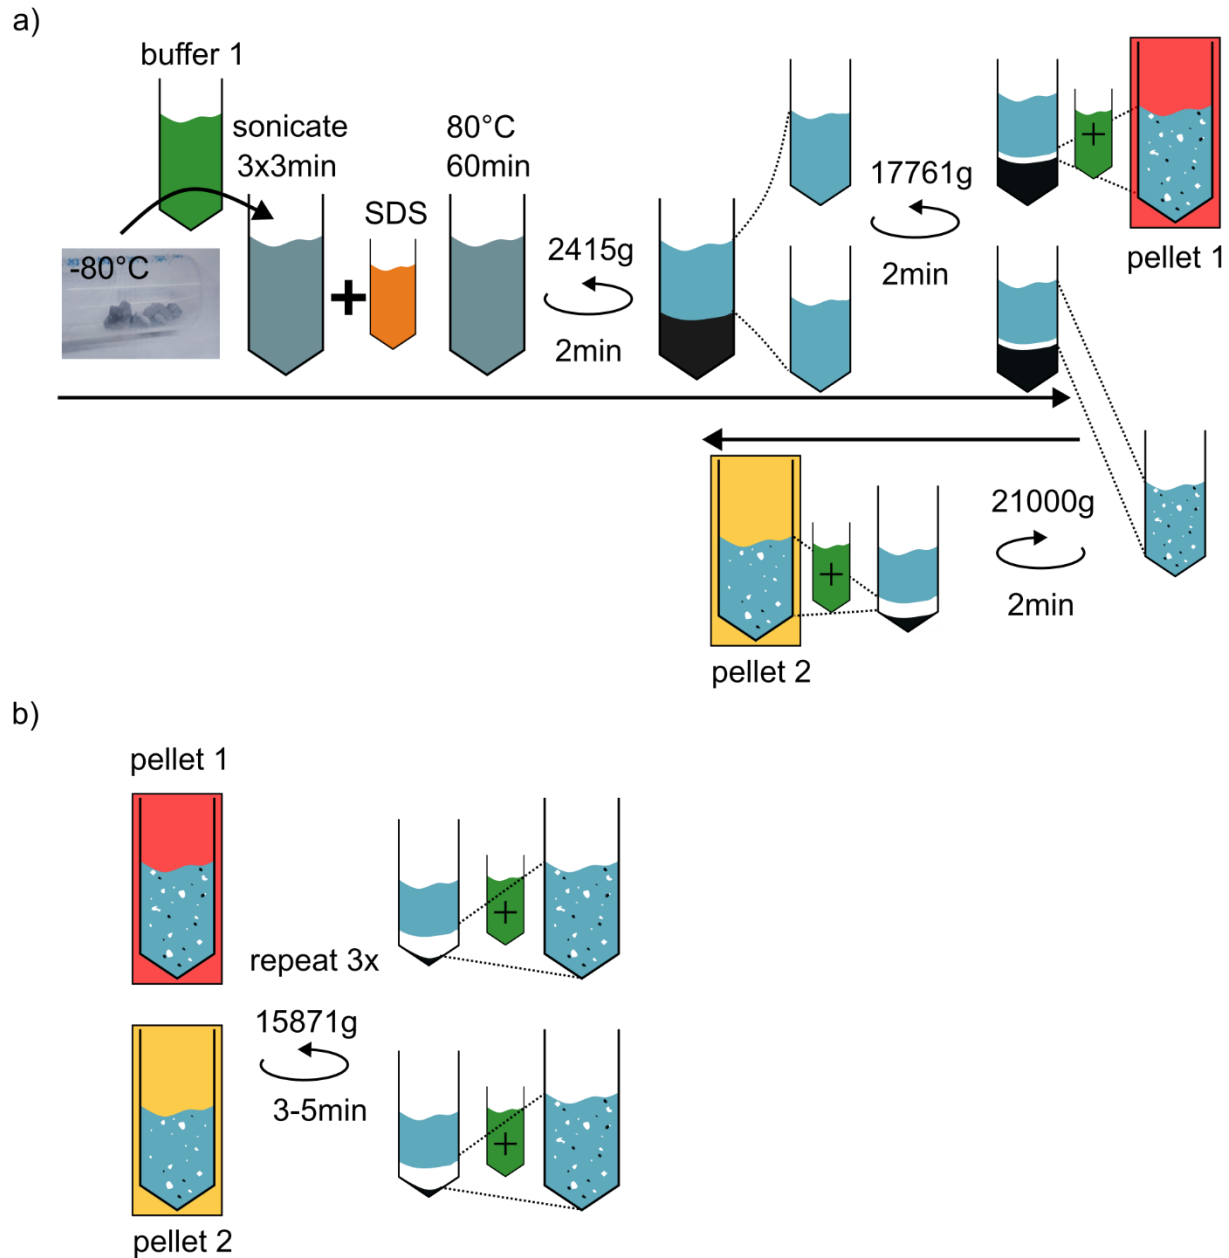 a)
buffer 1
sonicate
3x3min
-80°C
SDS
80°C
60min
2415g
2min
17761g
2min
pellet 1
21000g
2min
pellet 2
b)
pellet 1
repeat 3x
15871g
3-5min
pellet 2